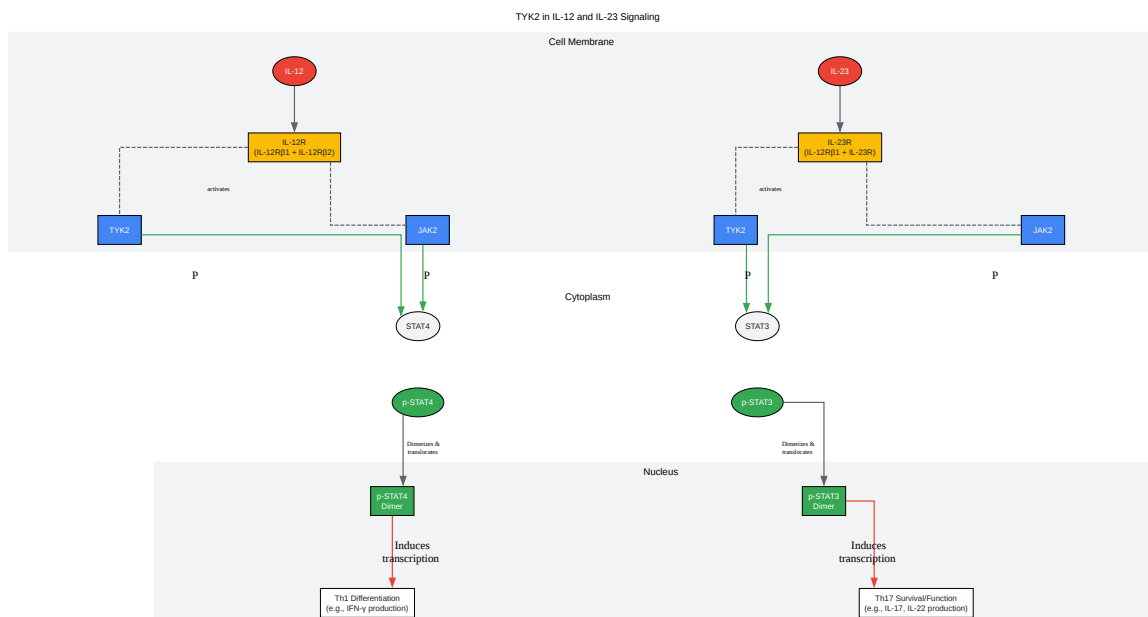 TYK2 in IL-12 and IL-23 Signaling
Cell Membrane
IL-12
IL-23
IL-12R
(IL-12Rβ1 + IL-12Rβ2)
IL-23R
(IL-12Rβ1 + IL-23R)
activates
activates
TYK2
JAK2
TYK2
JAK2
P
P
P
P
Cytoplasm
STAT4
STAT3
p-STAT4
p-STAT3
Dimerizes &
translocates
Dimerizes &
translocates
Nucleus
p-STAT4
Dimer
p-STAT3
Dimer
Induces
transcription
Induces
transcription
Th1 Differentiation
(e.g., IFN-γ production)
Th17 Survival/Function
(e.g., IL-17, IL-22 production)